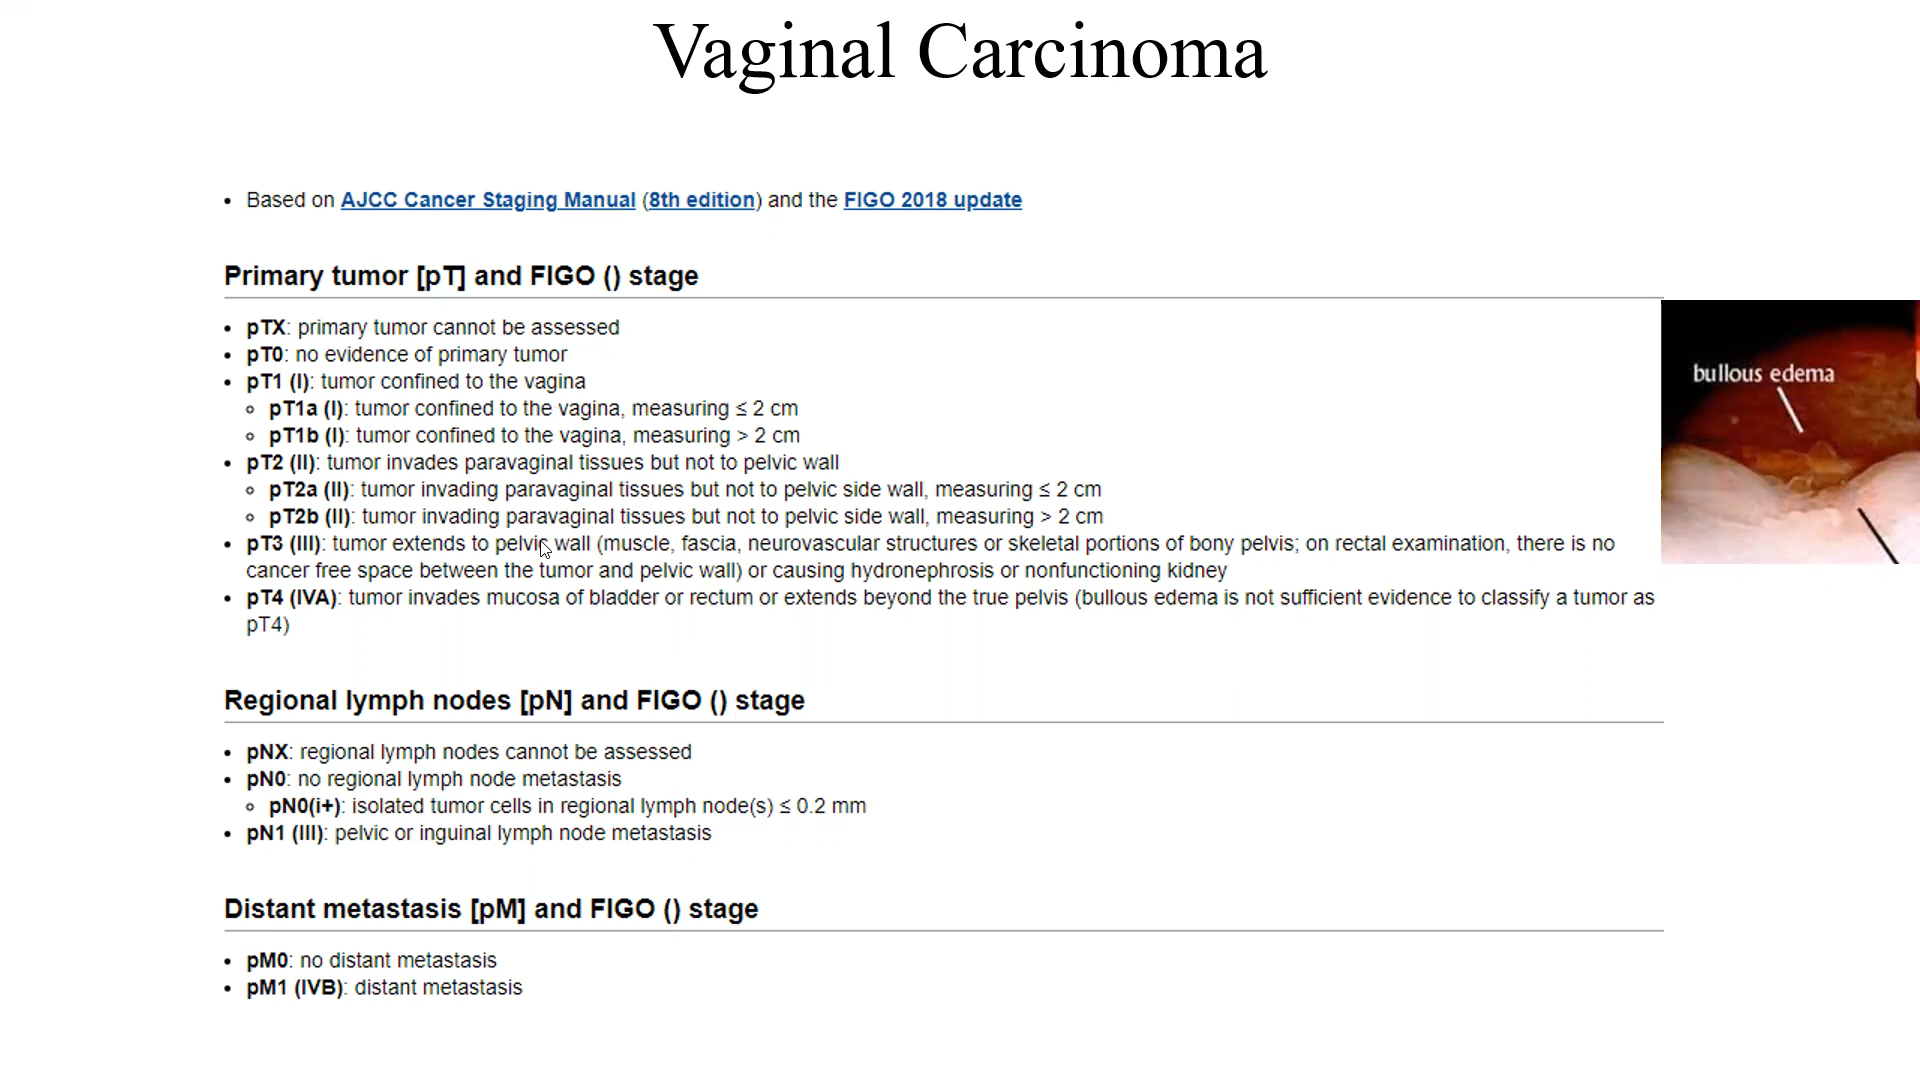 Vaginal Carcinoma
• Based on AJCC Cancer Staging Manual (8th edition) and the FIGO 2018 update
Primary tumor [pT] and FIGO () stage
• pTX: primary tumor cannot be assessed
• pT0: no evidence of primary tumor
• pT1 (I): tumor confined to the vagina
◦ pT1a (I): tumor confined to the vagina, measuring ≤ 2 cm
◦ pT1b (I): tumor confined to the vagina, measuring > 2 cm
• pT2 (II): tumor invades paravaginal tissues but not to pelvic wall
◦ pT2a (II): tumor invading paravaginal tissues but not to pelvic side wall, measuring ≤ 2 cm
◦ pT2b (II): tumor invading paravaginal tissues but not to pelvic side wall, measuring > 2 cm
• pT3 (III): tumor extends to pelvic wall (muscle, fascia, neurovascular structures or skeletal portions of bony pelvis; on rectal examination, there is no
cancer free space between the tumor and pelvic wall) or causing hydronephrosis or nonfunctioning kidney
• pT4 (IVA): tumor invades mucosa of bladder or rectum or extends beyond the true pelvis (bullous edema is not sufficient evidence to classify a tumor as
pT4)
bullous edema
Regional lymph nodes [pN] and FIGO () stage
• pNX: regional lymph nodes cannot be assessed
• pN0: no regional lymph node metastasis
◦ pN0(i+): isolated tumor cells in regional lymph node(s) ≤ 0.2 mm
• pN1 (III): pelvic or inguinal lymph node metastasis
Distant metastasis [pM] and FIGO () stage
• pM0: no distant metastasis
• pM1 (IVB): distant metastasis